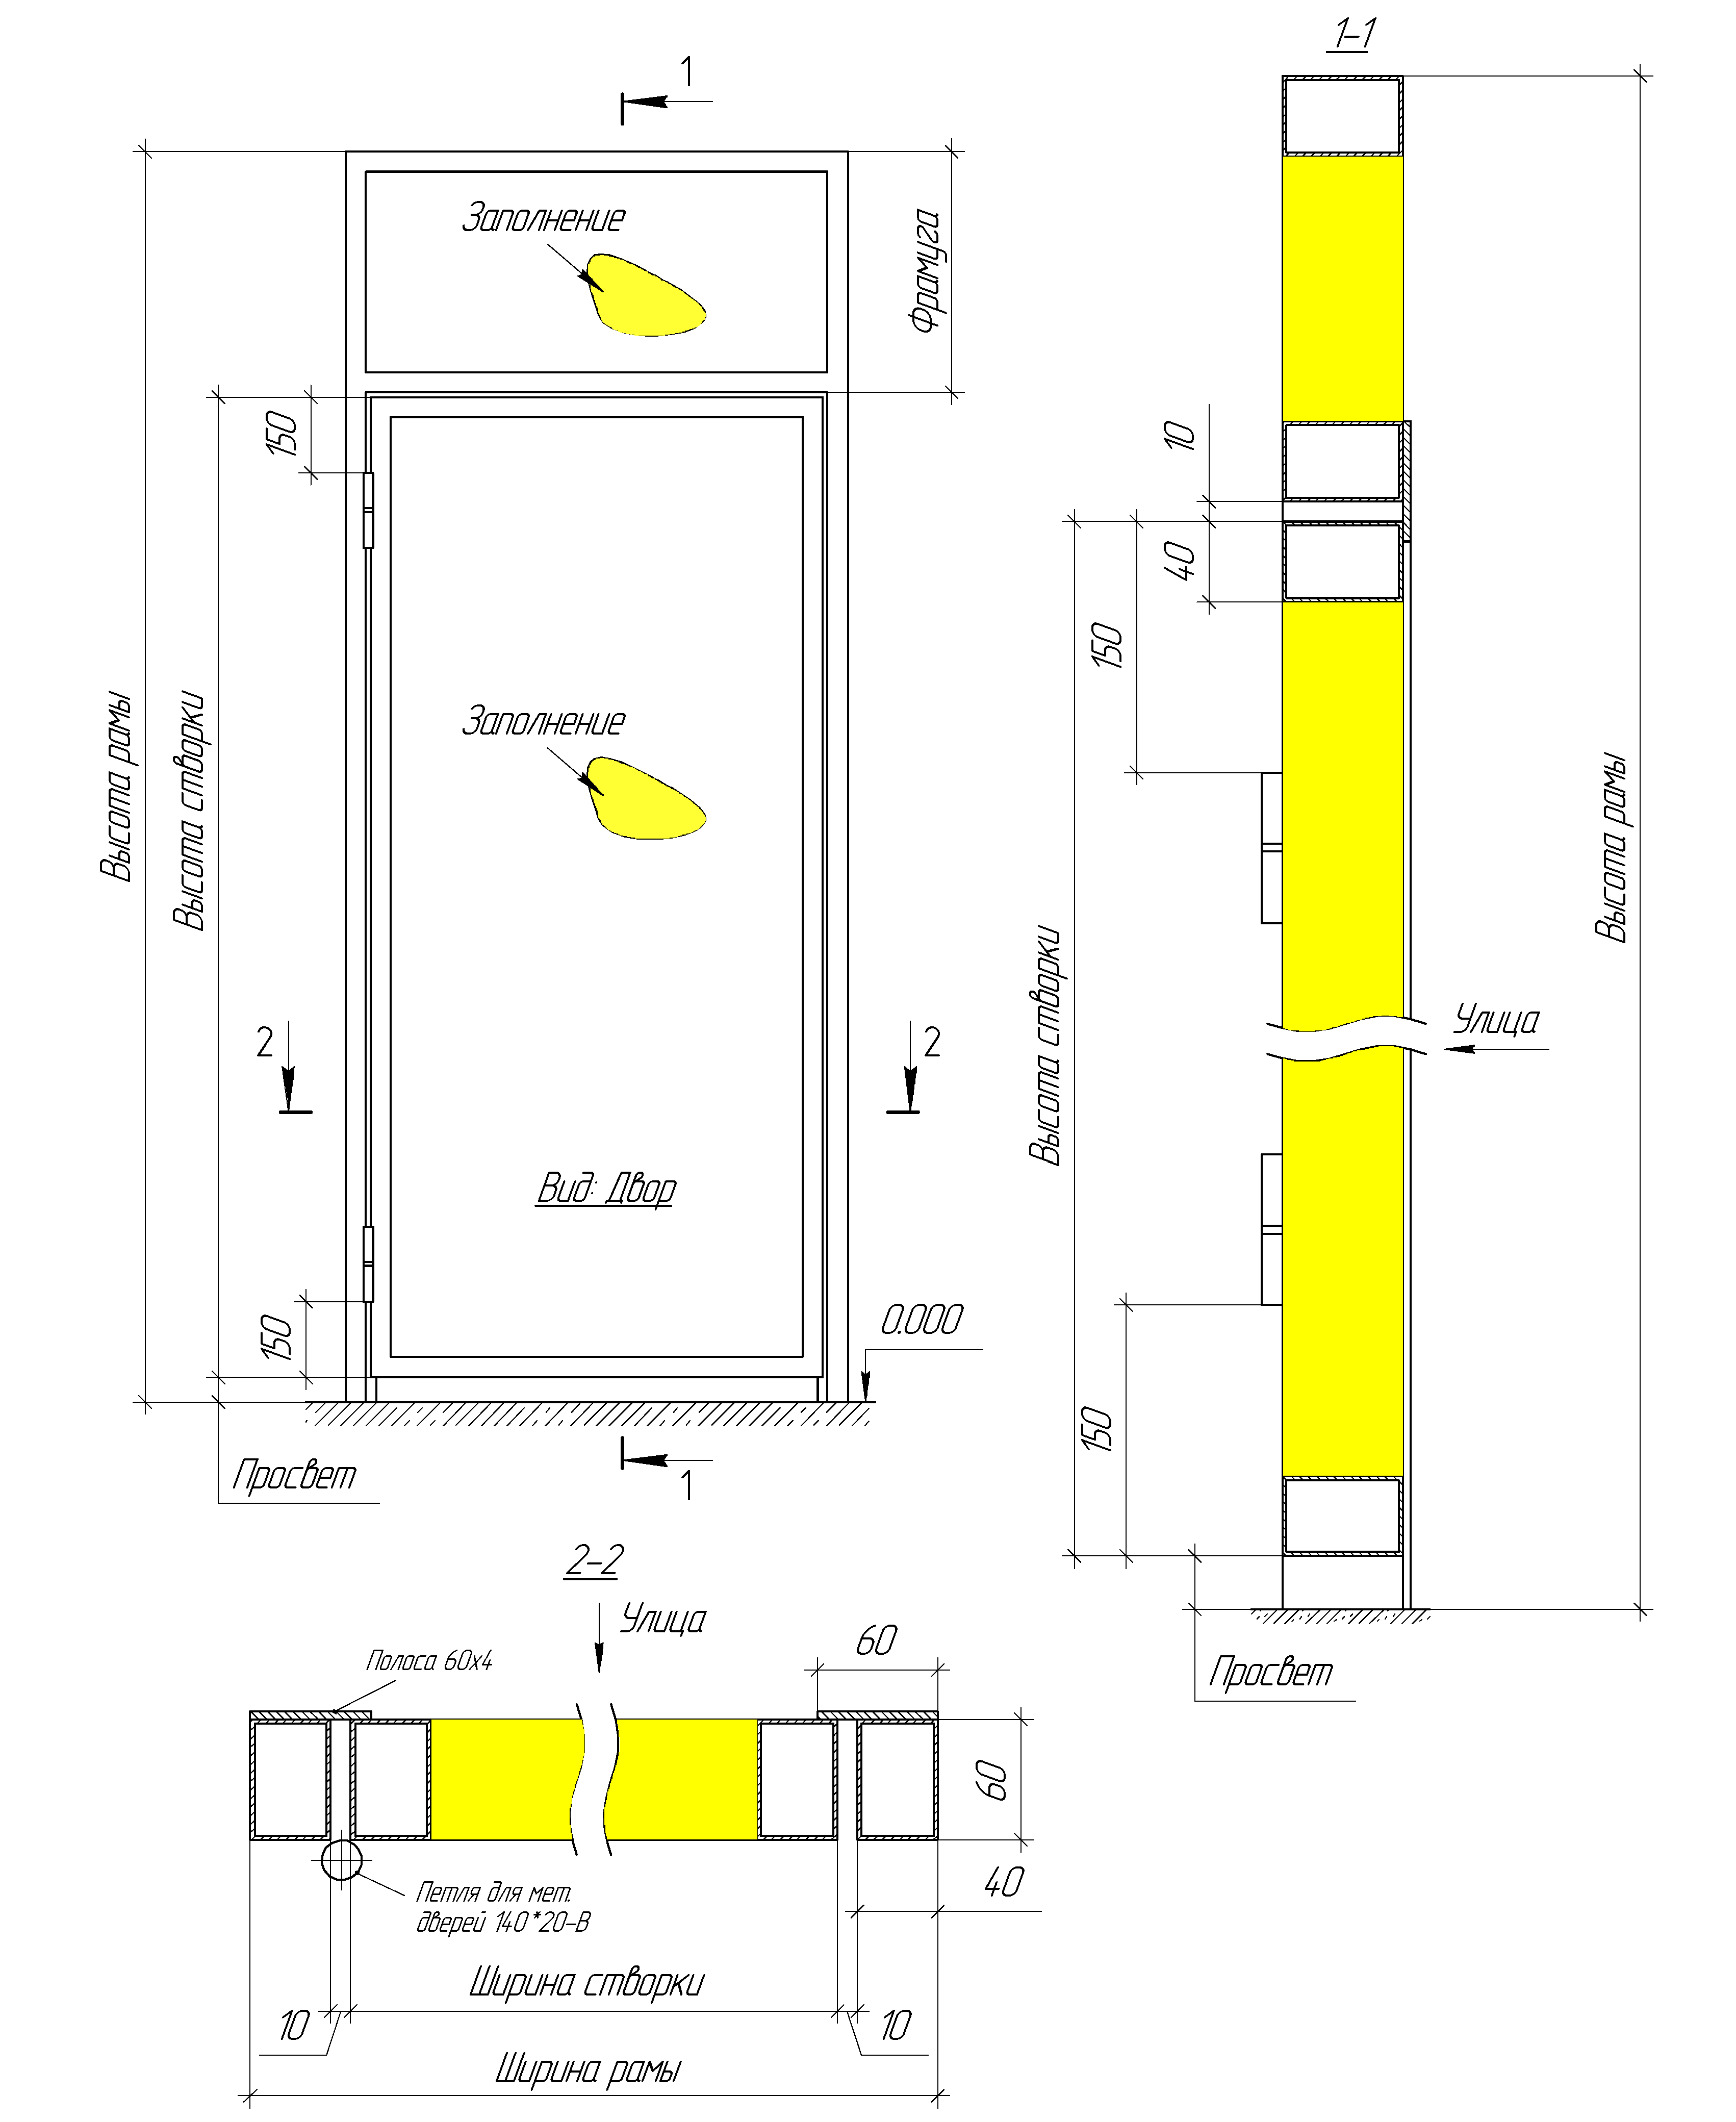 1-1
1
Заполнение
Фрамуга
150
10
40
150
Высота рамы
Высота створки
Заполнение
Высота рамы
Высота створки
Улица
2
2
Вид: Двор
150
0.000
150
Просвет
1
2-2
Улица
60
Полоса 60х4
Просвет
60
40
Петля для мет.
дверей 140*20-В
Ширина створки
10
10
Ширина рамы